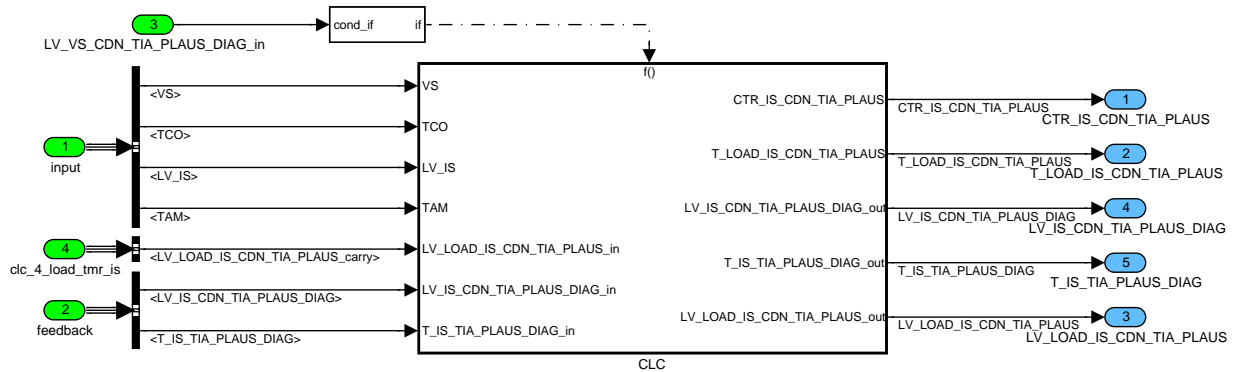 3
LV_VS_CDN_TIA_PLAUS_DIAG_in
cond_if
if
f()
1
input
<VS>
<TCO>
<LV_IS>
<TAM>
4
clc_4_load_tmr_is
<LV_LOAD_IS_CDN_TIA_PLAUS_carry>
2
feedback
<LV_IS_CDN_TIA_PLAUS_DIAG>
<T_IS_TIA_PLAUS_DIAG>
VS
TCO
LV_IS
TAM
LV_LOAD_IS_CDN_TIA_PLAUS_in
LV_IS_CDN_TIA_PLAUS_DIAG_in
T_IS_TIA_PLAUS_DIAG_in
CTR_IS_CDN_TIA_PLAUS
T_LOAD_IS_CDN_TIA_PLAUS
LV_IS_CDN_TIA_PLAUS_DIAG_out
T_IS_TIA_PLAUS_DIAG_out
LV_LOAD_IS_CDN_TIA_PLAUS_out
CLC
CTR_IS_CDN_TIA_PLAUS
1
CTR_IS_CDN_TIA_PLAUS
T_LOAD_IS_CDN_TIA_PLAUS
2
T_LOAD_IS_CDN_TIA_PLAUS
LV_IS_CDN_TIA_PLAUS_DIAG
4
LV_IS_CDN_TIA_PLAUS_DIAG
T_IS_TIA_PLAUS_DIAG
5
T_IS_TIA_PLAUS_DIAG
LV_LOAD_IS_CDN_TIA_PLAUS
3
LV_LOAD_IS_CDN_TIA_PLAUS